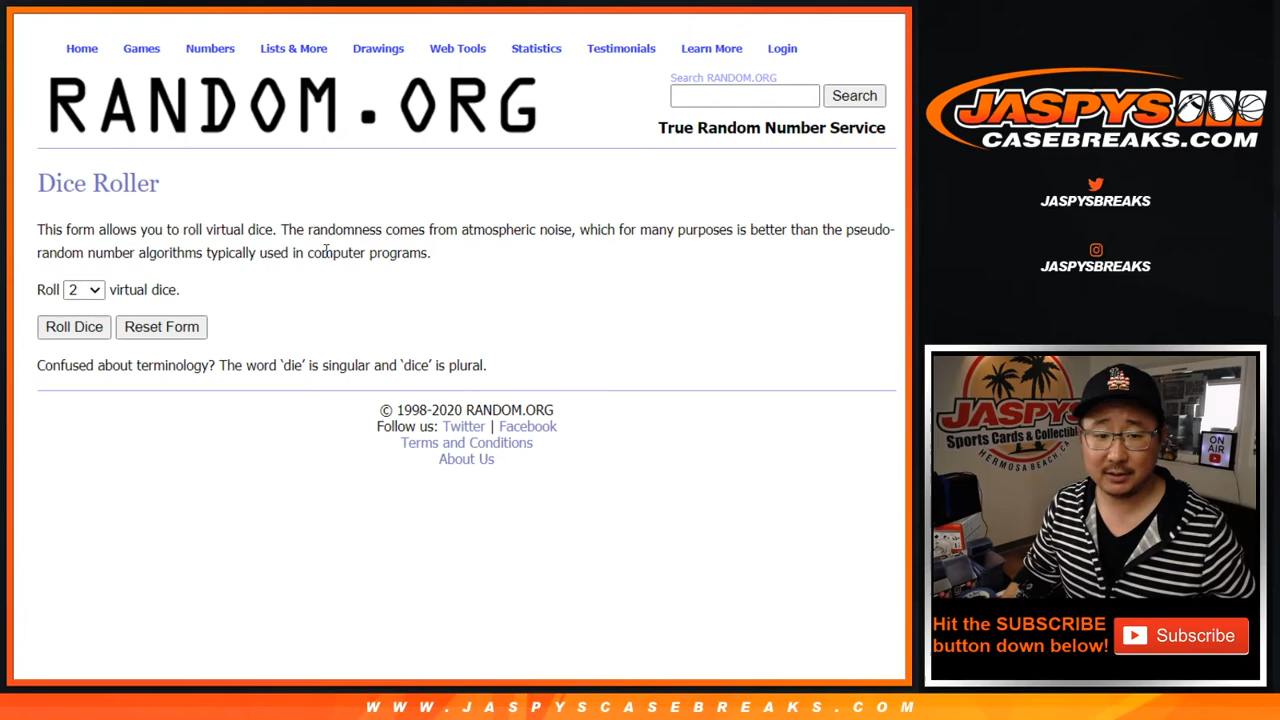 Home Games Numbers Lists & More Drawings Web Tools Statistics Testimonials Learn More Login
RANDOM.ORG
Search RANDOM.ORG
Search
True Random Number Service
Dice Roller
This form allows you to roll virtual dice. The randomness comes from atmospheric noise, which for many purposes is better than the pseudo-
random number algorithms typically used in computer programs.
Roll 2 virtual dice.
Roll Dice Reset Form
Confused about terminology? The word ‘die’ is singular and ‘dice’ is plural.
© 1998-2020 RANDOM.ORG
Follow us: Twitter | Facebook
Terms and Conditions
About Us
JASPYS
CASEBREAKS.COM
JASPYSBREAKS
JASPYSBREAKS
JASPYS
Sports Cards & Collectibl
HERMOSA BEACH, CA
ON
AIR
Hit the SUBSCRIBE
button down below!
Subscribe
WWW.JASPYSCASEBREAKS.COM